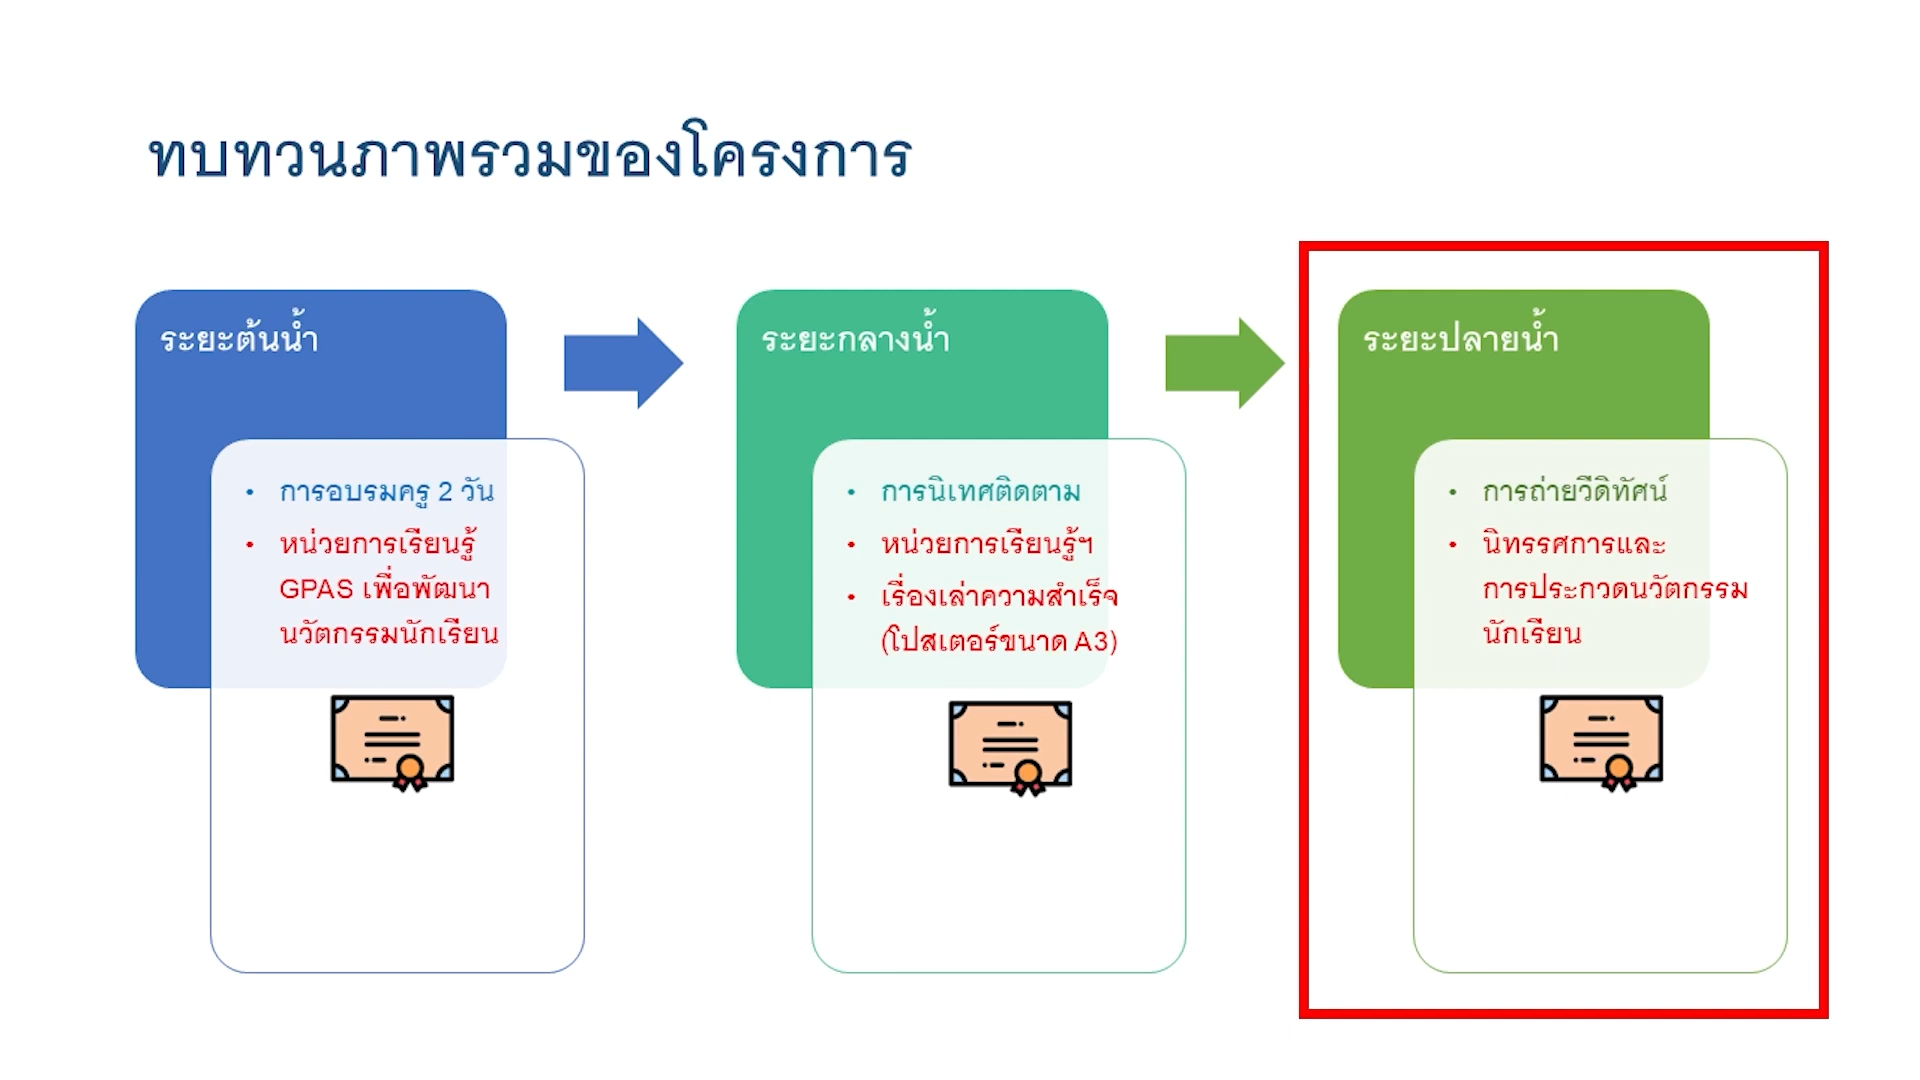 ทบทวนภาพรวมของโครงการ
ระยะต้นน้ำ
• การอบรมครู 2 วัน
• หน่วยการเรียนรู้
GPAS เพื่อพัฒนา
นวัตกรรมนักเรียน
ระยะกลางน้ำ
• การนิเทศติดตาม
• หน่วยการเรียนรู้ฯ
• เรื่องเล่าความสำเร็จ
(โปสเตอร์ขนาด A3)
ระยะปลายน้ำ
• การถ่ายวีดิทัศน์
• นิทรรศการและ
การประกวดนวัตกรรม
นักเรียน